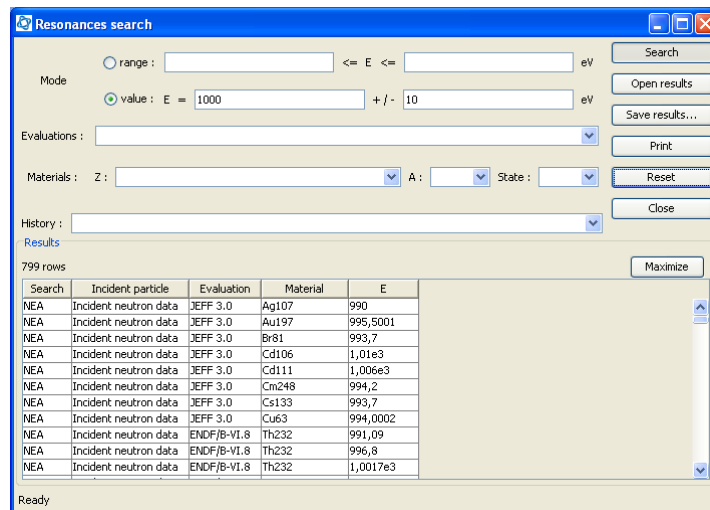 Resonances search
range : <= E <= eV
Mode
value : E = 1000 +/- 10 eV
Evaluations :
Materials : Z : A : State :
History :
Search
Open results
Save results...
Print
Reset
Close
Results
799 rows
Maximize
Search Incident particle Evaluation Material E
NEA Incident neutron data JEFF 3.0 Ag107 990
NEA Incident neutron data JEFF 3.0 Au197 995,5001
NEA Incident neutron data JEFF 3.0 Br81 993,7
NEA Incident neutron data JEFF 3.0 Cd106 1,01e3
NEA Incident neutron data JEFF 3.0 Cd111 1,006e3
NEA Incident neutron data JEFF 3.0 Cm248 994,2
NEA Incident neutron data JEFF 3.0 Cs133 993,7
NEA Incident neutron data JEFF 3.0 Cu63 994,0002
NEA Incident neutron data ENDF/B-VI.8 Th232 991,09
NEA Incident neutron data ENDF/B-VI.8 Th232 996,8
NEA Incident neutron data ENDF/B-VI.8 Th232 1,0017e3
Ready